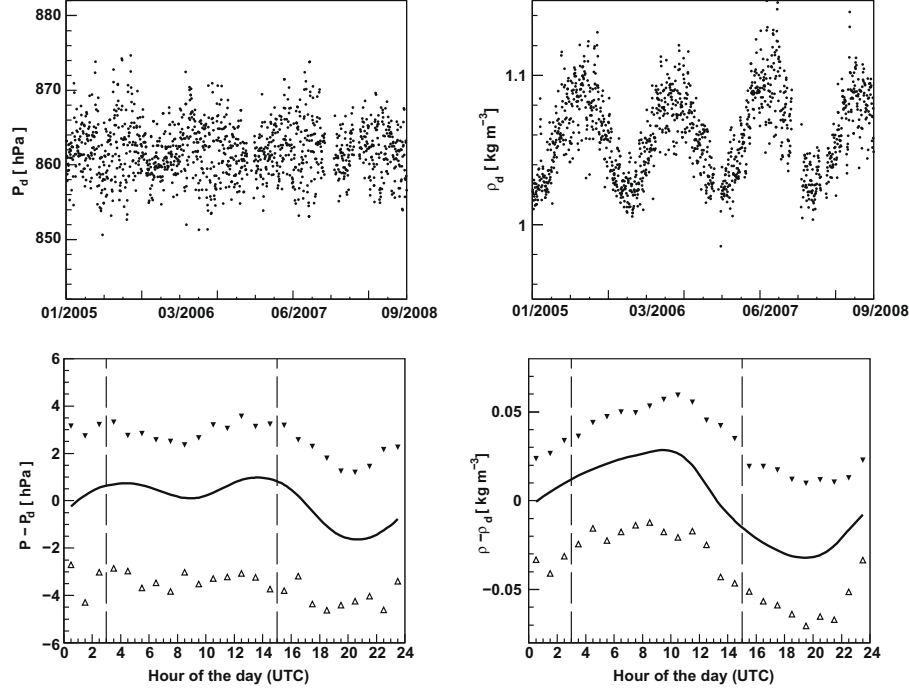 880
870
860
850
P_d [ hPa]
01/2005 03/2006 06/2007 09/2008
1.1
1
ρ_d [ kg m⁻³]
01/2005 03/2006 06/2007 09/2008
6
4
2
0
−2
−4
−6
P − P_d [ hPa]
0 2 4 6 8 10 12 14 16 18 20 22 24
Hour of the day (UTC)
0.05
0
−0.05
ρ −ρ_d [ kg m⁻³]
0 2 4 6 8 10 12 14 16 18 20 22 24
Hour of the day (UTC)